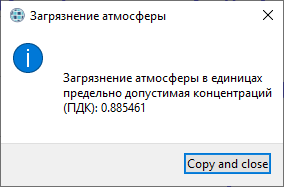 Загрязнение атмосферы
Загрязнение атмосферы в единицах
предельно допустимая концентраций
(ПДК): 0.885461
Copy and close